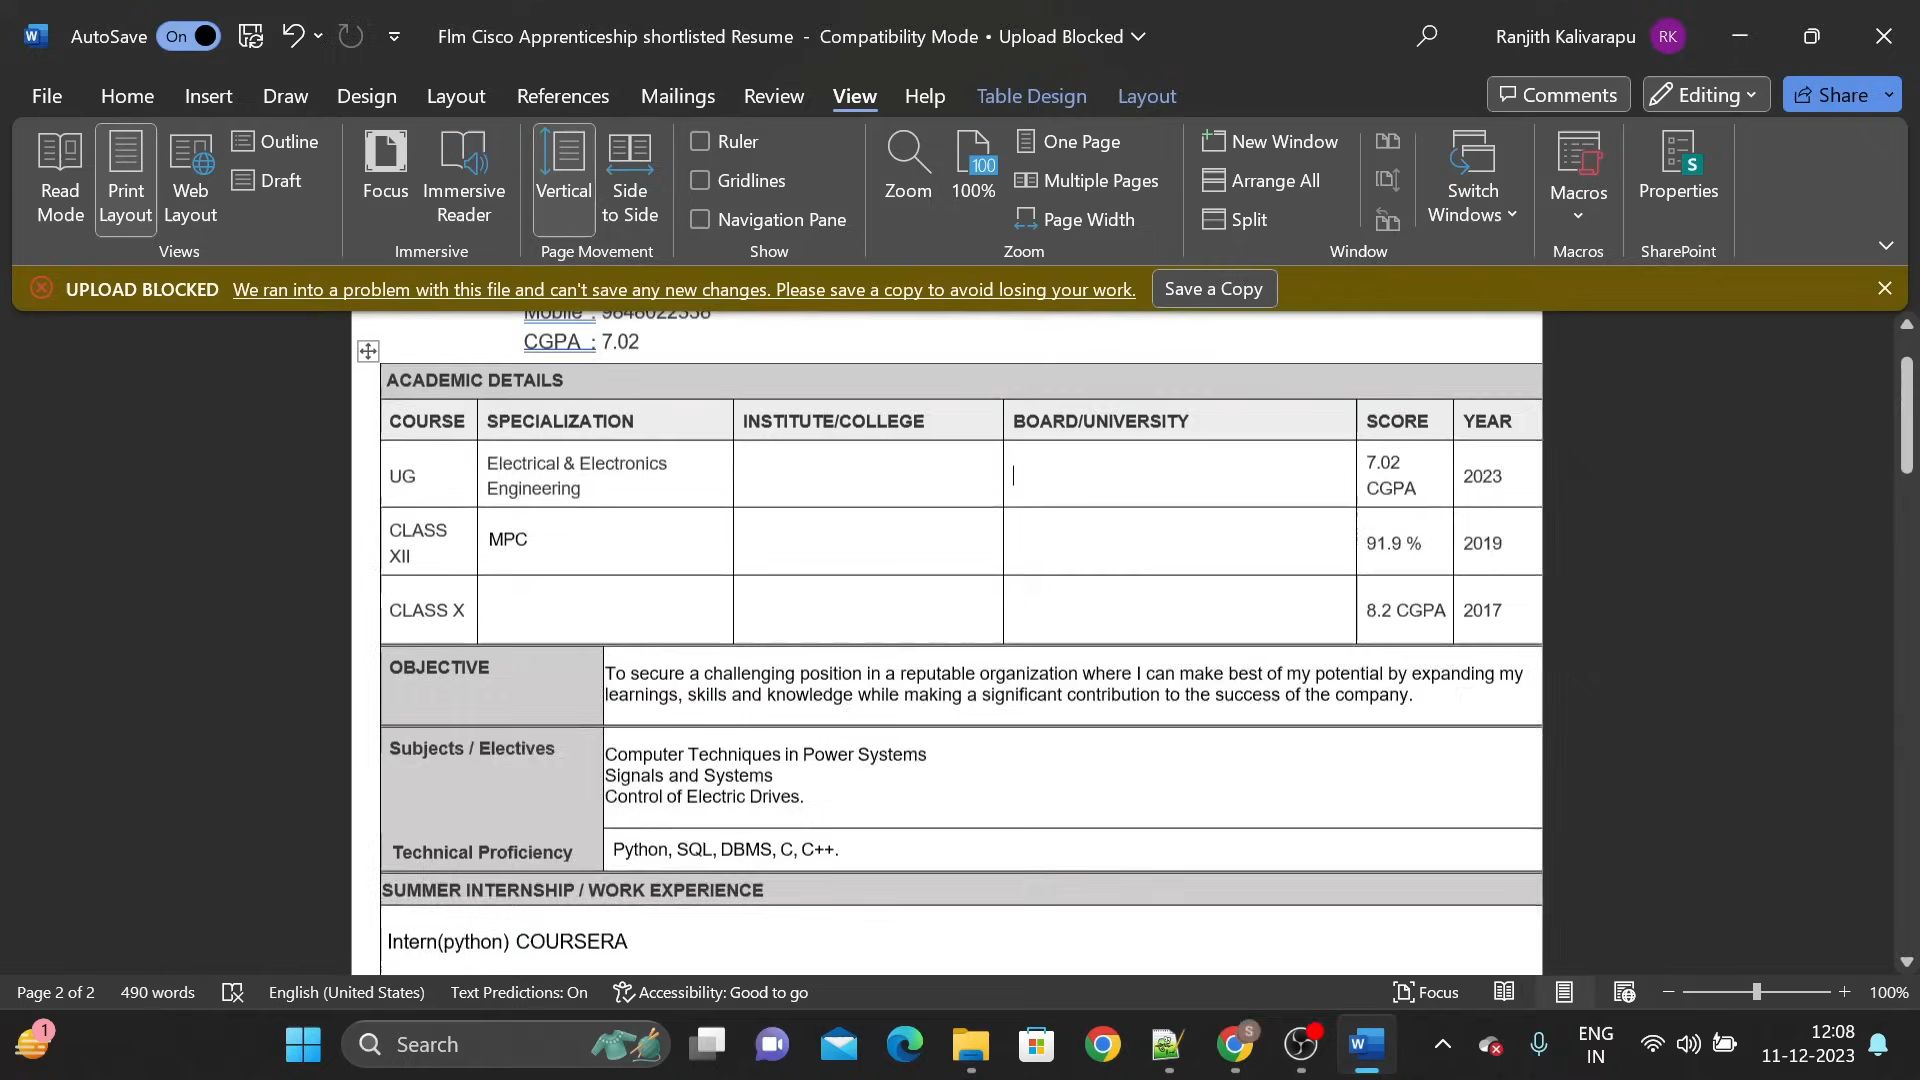 AutoSave On Flm Cisco Apprenticeship shortlisted Resume - Compatibility Mode • Upload Blocked Ranjith Kalivarapu RK
File Home Insert Draw Design Layout References Mailings Review View Help Table Design Layout Comments Editing Share
Read Mode
Print Layout
Web Layout
Outline
Draft
Views
Focus
Immersive Reader
Immersive
Vertical
Side to Side
Page Movement
Ruler
Gridlines
Navigation Pane
Show
Zoom
100
100%
One Page
Multiple Pages
Page Width
Zoom
New Window
Arrange All
Split
Switch Windows
Window
Macros
Macros
Properties
SharePoint
UPLOAD BLOCKED We ran into a problem with this file and can't save any new changes. Please save a copy to avoid losing your work. Save a Copy
Mobile : 9848022338
CGPA : 7.02
ACADEMIC DETAILS
COURSE SPECIALIZATION INSTITUTE/COLLEGE BOARD/UNIVERSITY SCORE YEAR
UG Electrical & Electronics Engineering 7.02 CGPA 2023
CLASS XII MPC 91.9 % 2019
CLASS X 8.2 CGPA 2017
OBJECTIVE
To secure a challenging position in a reputable organization where I can make best of my potential by expanding my
learnings, skills and knowledge while making a significant contribution to the success of the company.
Subjects / Electives
Computer Techniques in Power Systems
Signals and Systems
Control of Electric Drives.
Technical Proficiency Python, SQL, DBMS, C, C++.
SUMMER INTERNSHIP / WORK EXPERIENCE
Intern(python) COURSERA
Page 2 of 2 490 words English (United States) Text Predictions: On Accessibility: Good to go Focus 100%
1 Search S ENG IN 12:08 11-12-2023